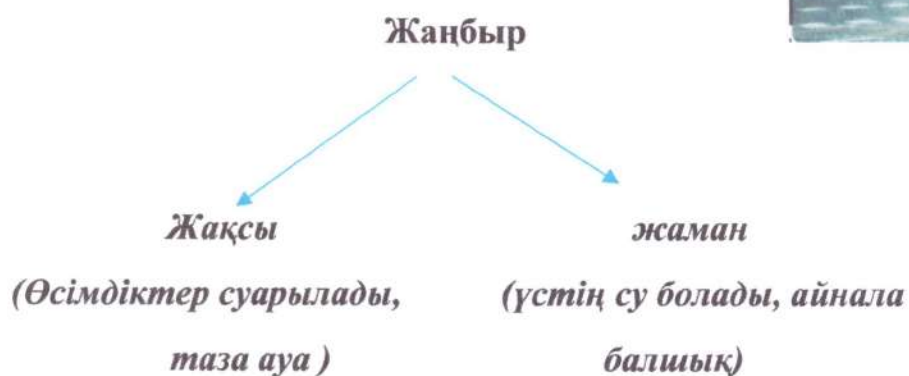 Жаңбыр
Жақсы жаман
(Өсімдіктер суарылады, (үстің су болады, айнала
таза ауа ) балшық)